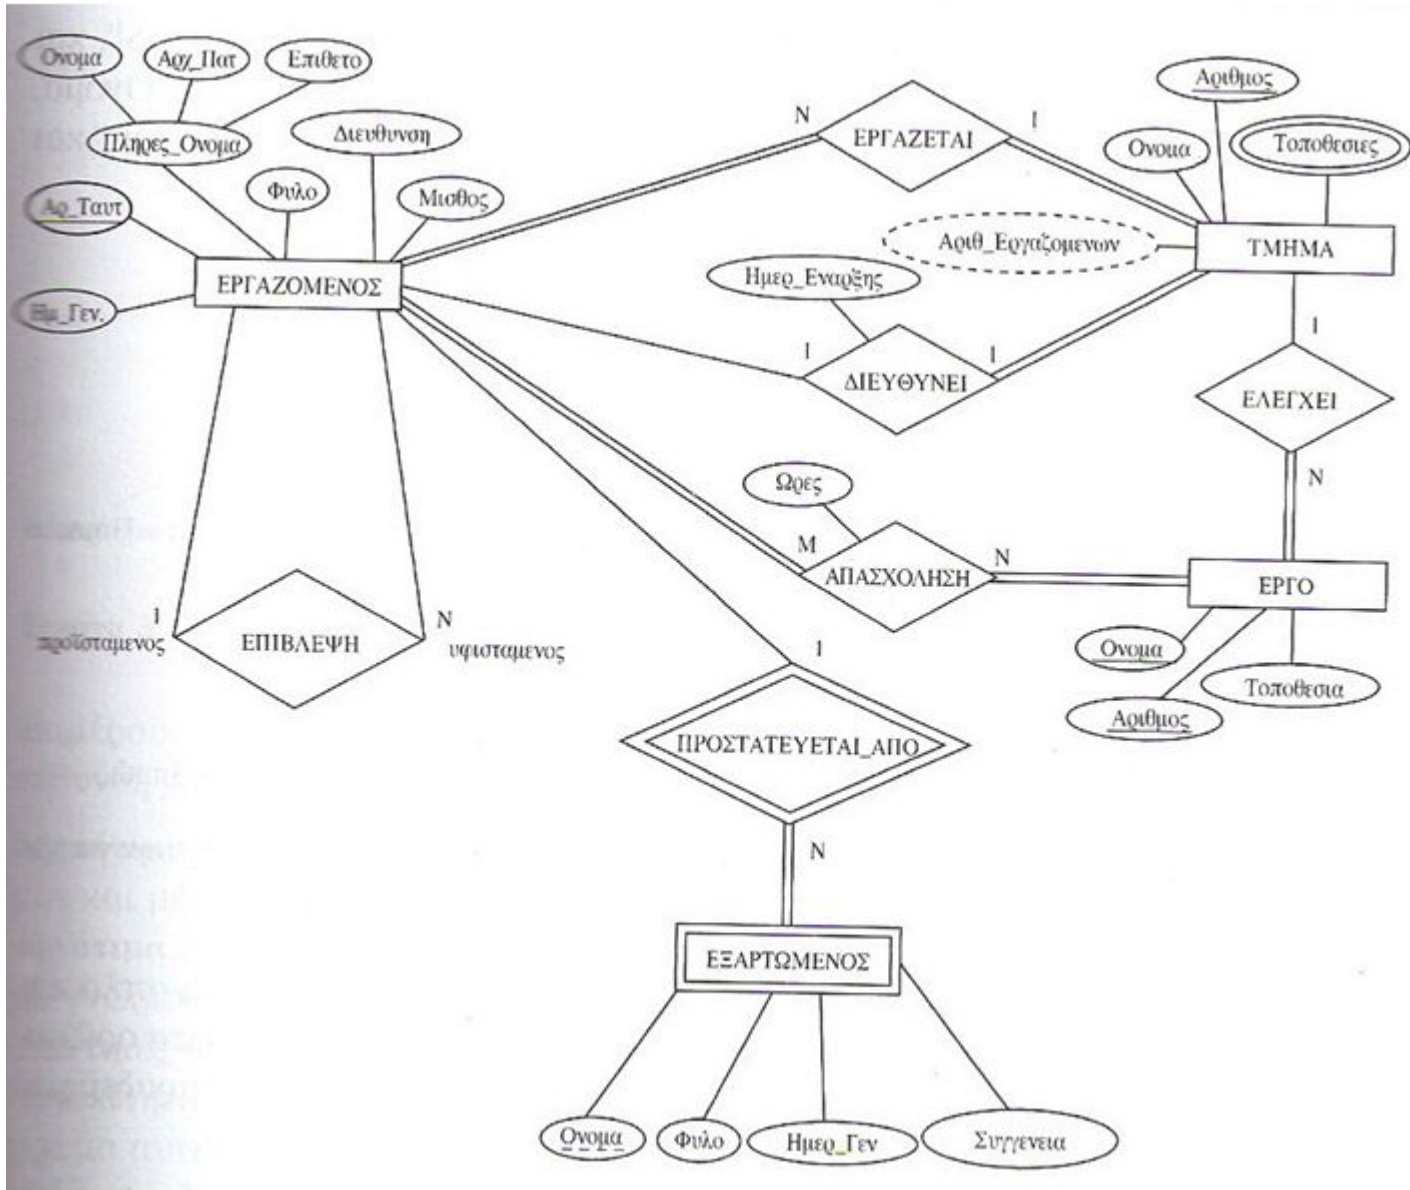 Ονομα
Αρχ_Πατ
Επιθετο
Πληρες_Ονομα
Διευθυνση
Αρ_Ταυτ
Φυλο
Μισθος
ΕΡΓΑΖΟΜΕΝΟΣ
Ημ_Γεν.
N
ΕΡΓΑΖΕΤΑΙ
1
Αριθμος
Ονομα
Τοποθεσιες
Αριθ_Εργαζομενων
ΤΜΗΜΑ
Ημερ_Εναρξης
1
ΔΙΕΥΘΥΝΕΙ
1
1
ΕΛΕΓΧΕΙ
N
Ωρες
M
ΑΠΑΣΧΟΛΗΣΗ
N
ΕΡΓΟ
Ονομα
Αριθμος
Τοποθεσια
1
προϊσταμενος
ΕΠΙΒΛΕΨΗ
N
υφισταμενος
1
ΠΡΟΣΤΑΤΕΥΕΤΑΙ_ΑΠΟ
N
ΕΞΑΡΤΩΜΕΝΟΣ
Ονομα
Φυλο
Ημερ_Γεν
Συγγενεια